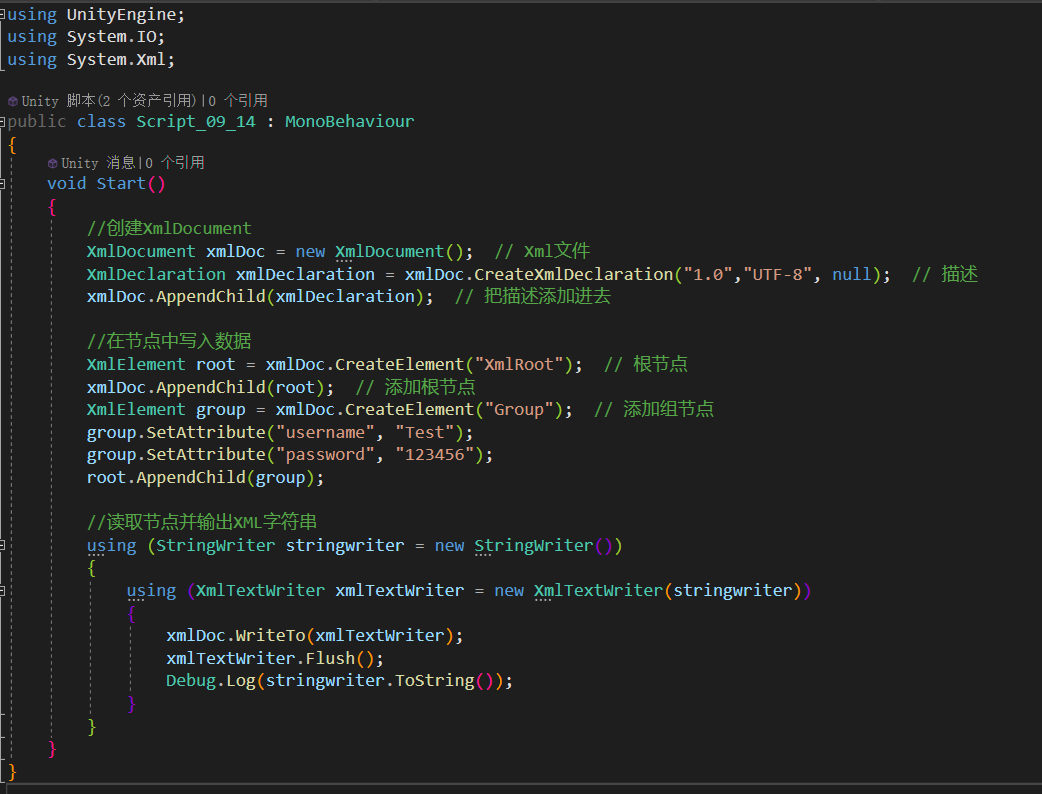 using UnityEngine;
using System.IO;
using System.Xml;
Unity 脚本(2 个资产引用)|0 个引用
public class Script_09_14 : MonoBehaviour
{
Unity 消息|0 个引用
void Start()
{
//创建XmlDocument
XmlDocument xmlDoc = new XmlDocument(); // Xml文件
XmlDeclaration xmlDeclaration = xmlDoc.CreateXmlDeclaration("1.0","UTF-8", null); // 描述
xmlDoc.AppendChild(xmlDeclaration); // 把描述添加进去
//在节点中写入数据
XmlElement root = xmlDoc.CreateElement("XmlRoot"); // 根节点
xmlDoc.AppendChild(root); // 添加根节点
XmlElement group = xmlDoc.CreateElement("Group"); // 添加组节点
group.SetAttribute("username", "Test");
group.SetAttribute("password", "123456");
root.AppendChild(group);
//读取节点并输出XML字符串
using (StringWriter stringwriter = new StringWriter())
{
using (XmlTextWriter xmlTextWriter = new XmlTextWriter(stringwriter))
{
xmlDoc.WriteTo(xmlTextWriter);
xmlTextWriter.Flush();
Debug.Log(stringwriter.ToString());
}
}
}
}